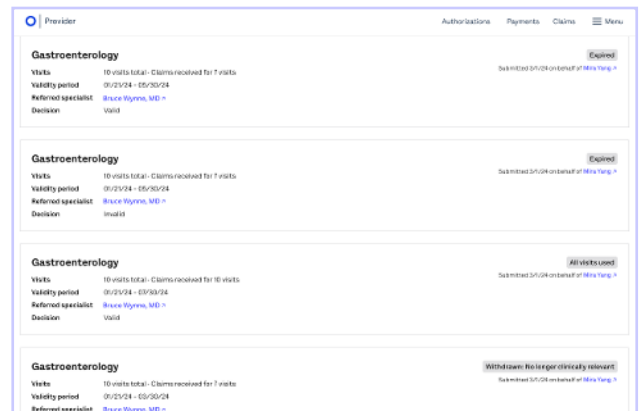 Provider
Authorizations Payments Claims Menu
Gastroenterology Expired
Submitted 3/1/24 on behalf of Mira Yang ↗
Visits 10 visits total - Claims received for 7 visits
Validity period 01/21/24 - 05/30/24
Referred specialist Bruce Wynne, MD ↗
Decision Valid
Gastroenterology Expired
Submitted 3/1/24 on behalf of Mira Yang ↗
Visits 10 visits total - Claims received for 7 visits
Validity period 01/21/24 - 05/30/24
Referred specialist Bruce Wynne, MD ↗
Decision Invalid
Gastroenterology All visits used
Submitted 3/1/24 on behalf of Mira Yang ↗
Visits 10 visits total - Claims received for 10 visits
Validity period 01/21/24 - 07/30/24
Referred specialist Bruce Wynne, MD ↗
Decision Valid
Gastroenterology Withdrawn: No longer clinically relevant
Submitted 3/1/24 on behalf of Mira Yang ↗
Visits 10 visits total - Claims received for 7 visits
Validity period 01/21/24 - 03/30/24
Referred specialist Bruce Wynne, MD ↗